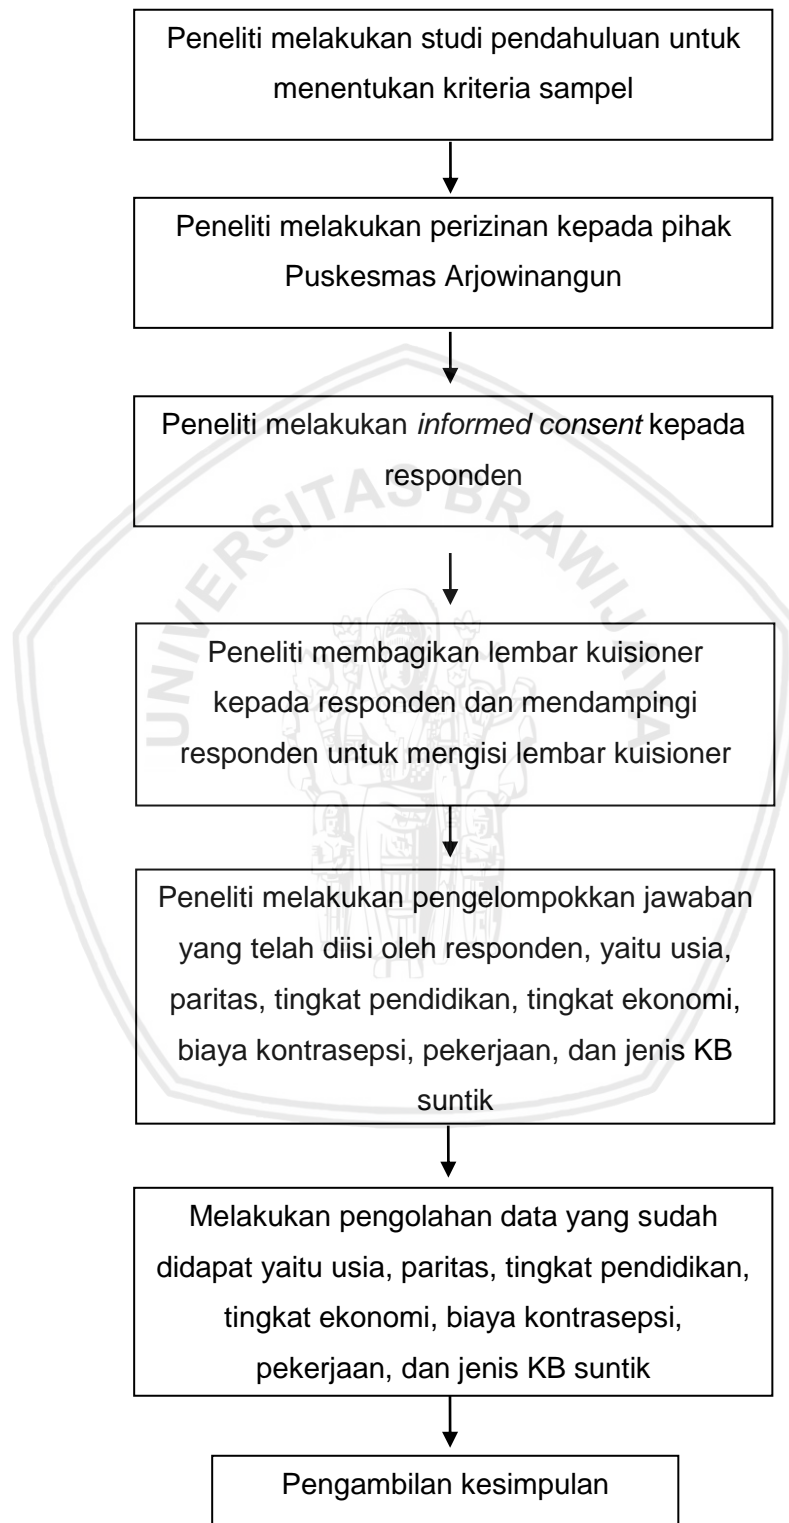 Peneliti melakukan studi pendahuluan untuk
menentukan kriteria sampel
Peneliti melakukan perizinan kepada pihak
Puskesmas Arjowinangun
Peneliti melakukan informed consent kepada
responden
UNIVERSITAS BRAWIJAYA
Peneliti membagikan lembar kuisioner
kepada responden dan mendampingi
responden untuk mengisi lembar kuisioner
Peneliti melakukan pengelompokkan jawaban
yang telah diisi oleh responden, yaitu usia,
paritas, tingkat pendidikan, tingkat ekonomi,
biaya kontrasepsi, pekerjaan, dan jenis KB
suntik
Melakukan pengolahan data yang sudah
didapat yaitu usia, paritas, tingkat pendidikan,
tingkat ekonomi, biaya kontrasepsi,
pekerjaan, dan jenis KB suntik
Pengambilan kesimpulan